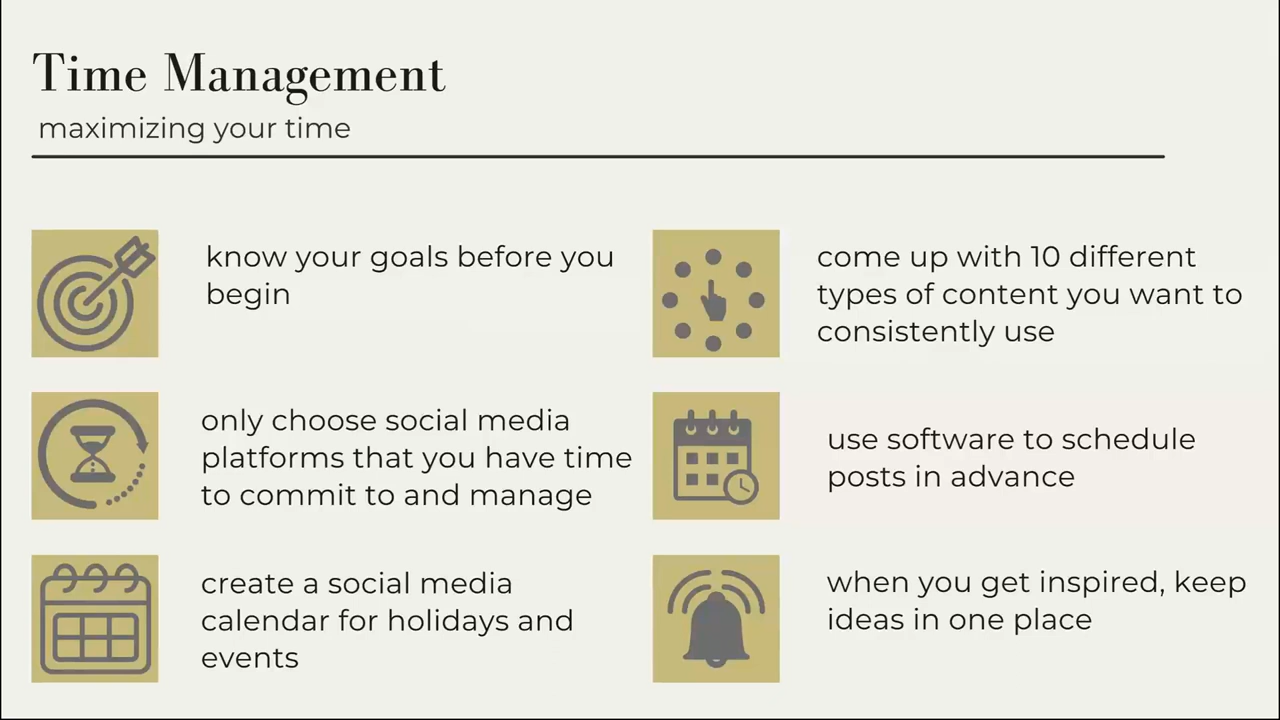 Time Management
maximizing your time
know your goals before you
begin
only choose social media
platforms that you have time
to commit to and manage
create a social media
calendar for holidays and
events
come up with 10 different
types of content you want to
consistently use
use software to schedule
posts in advance
when you get inspired, keep
ideas in one place